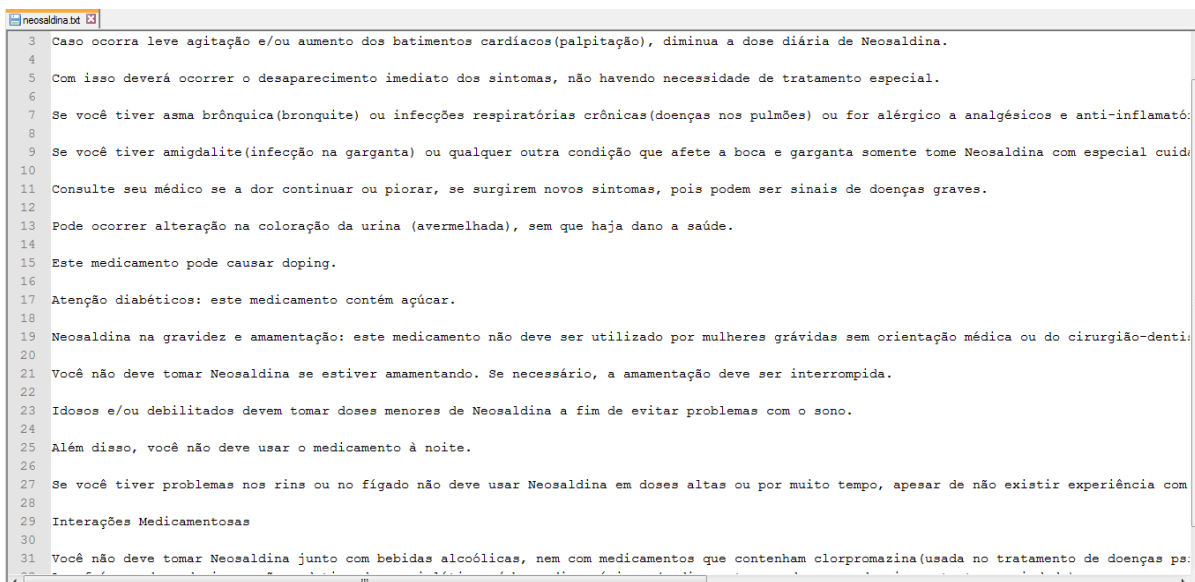 neosaldina.txt
3 Caso ocorra leve agitação e/ou aumento dos batimentos cardíacos(palpitação), diminua a dose diária de Neosaldina.
4
5 Com isso deverá ocorrer o desaparecimento imediato dos sintomas, não havendo necessidade de tratamento especial.
6
7 Se você tiver asma brônquica(bronquite) ou infecções respiratórias crônicas(doenças nos pulmões) ou for alérgico a analgésicos e anti-inflamató
8
9 Se você tiver amigdalite(infecção na garganta) ou qualquer outra condição que afete a boca e garganta somente tome Neosaldina com especial cuida
10
11 Consulte seu médico se a dor continuar ou piorar, se surgirem novos sintomas, pois podem ser sinais de doenças graves.
12
13 Pode ocorrer alteração na coloração da urina (avermelhada), sem que haja dano a saúde.
14
15 Este medicamento pode causar doping.
16
17 Atenção diabéticos: este medicamento contém açúcar.
18
19 Neosaldina na gravidez e amamentação: este medicamento não deve ser utilizado por mulheres grávidas sem orientação médica ou do cirurgião-denti
20
21 Você não deve tomar Neosaldina se estiver amamentando. Se necessário, a amamentação deve ser interrompida.
22
23 Idosos e/ou debilitados devem tomar doses menores de Neosaldina a fim de evitar problemas com o sono.
24
25 Além disso, você não deve usar o medicamento à noite.
26
27 Se você tiver problemas nos rins ou no fígado não deve usar Neosaldina em doses altas ou por muito tempo, apesar de não existir experiência com
28
29 Interações Medicamentosas
30
31 Você não deve tomar Neosaldina junto com bebidas alcoólicas, nem com medicamentos que contenham clorpromazina(usada no tratamento de doenças ps